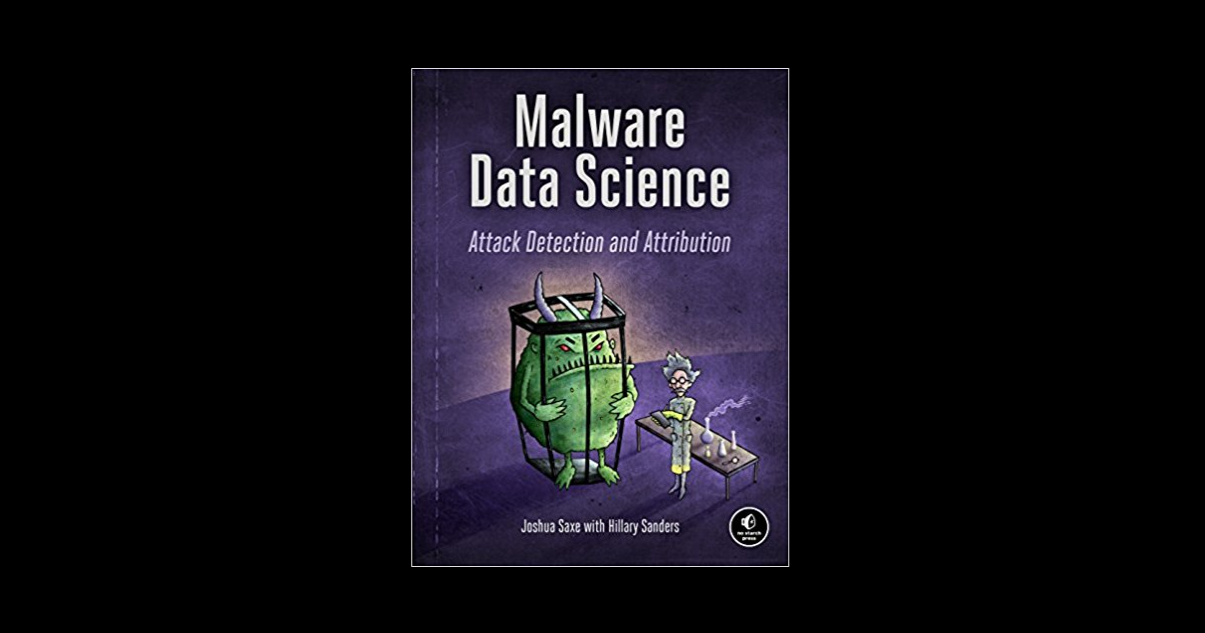 Malware
Data Science
Attack Detection and Attribution
Joshua Saxe with Hillary Sanders
no starch
press